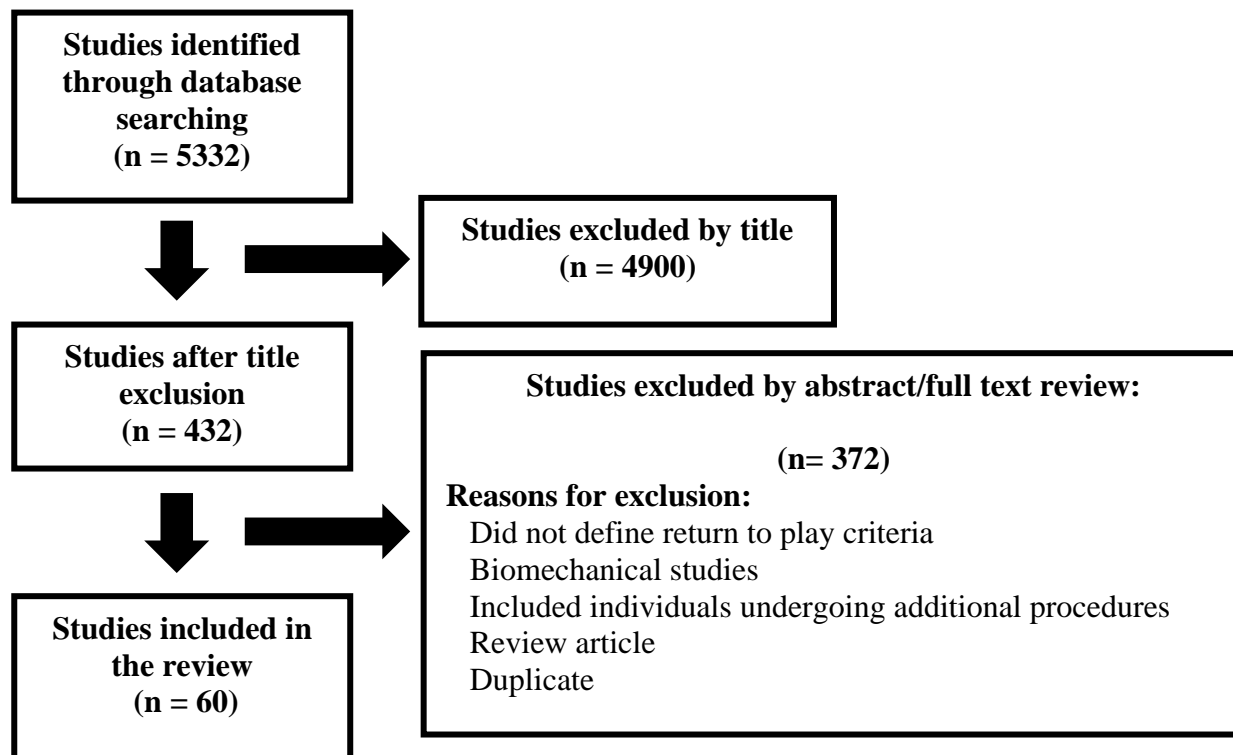 Studies identified
through database
searching
(n = 5332)
Studies excluded by title
(n = 4900)
Studies after title
exclusion
(n = 432)
Studies excluded by abstract/full text review:
(n= 372)
Reasons for exclusion:
Did not define return to play criteria
Biomechanical studies
Included individuals undergoing additional procedures
Review article
Duplicate
Studies included in
the review
(n = 60)